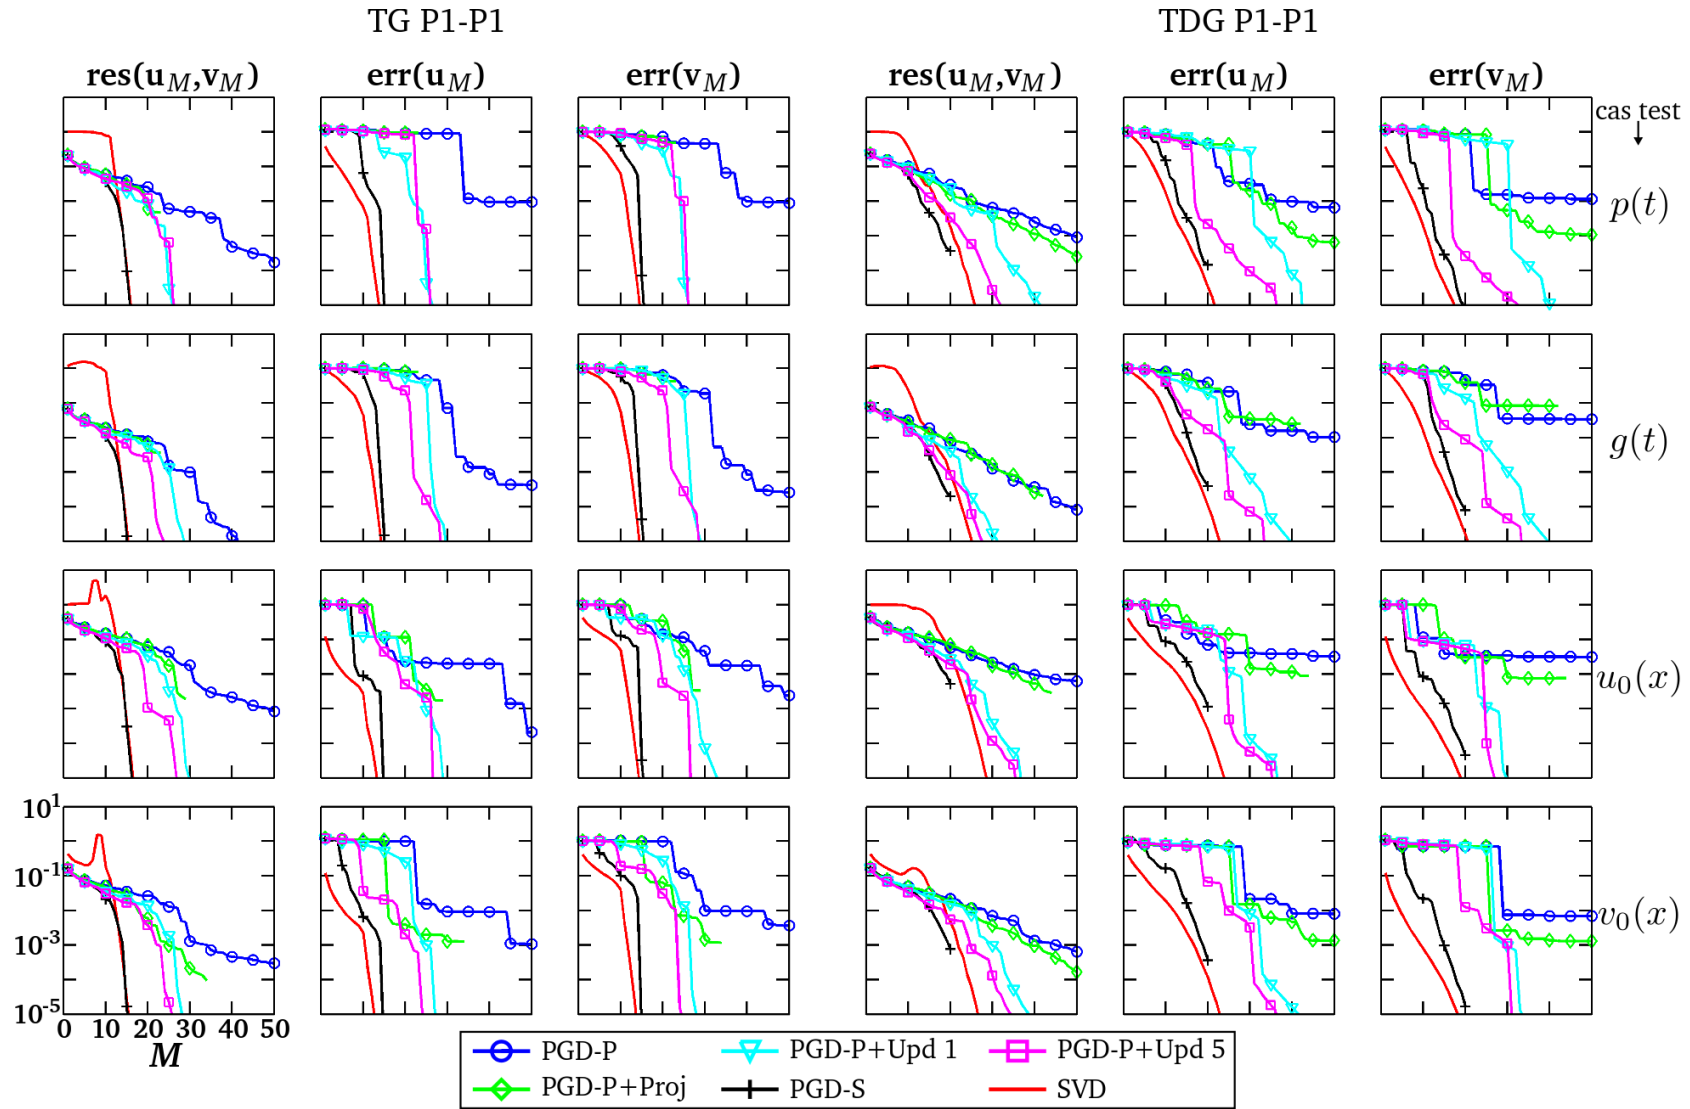 TG P1-P1 TDG P1-P1
res(u_M,v_M) err(u_M) err(v_M) res(u_M,v_M) err(u_M) err(v_M)
cas test
↓
p(t)
g(t)
u_0(x)
v_0(x)
10^1
10^-1
10^-3
10^-5
0 10 20 30 40 50
M
PGD-P PGD-P+Upd 1 PGD-P+Upd 5
PGD-P+Proj PGD-S SVD